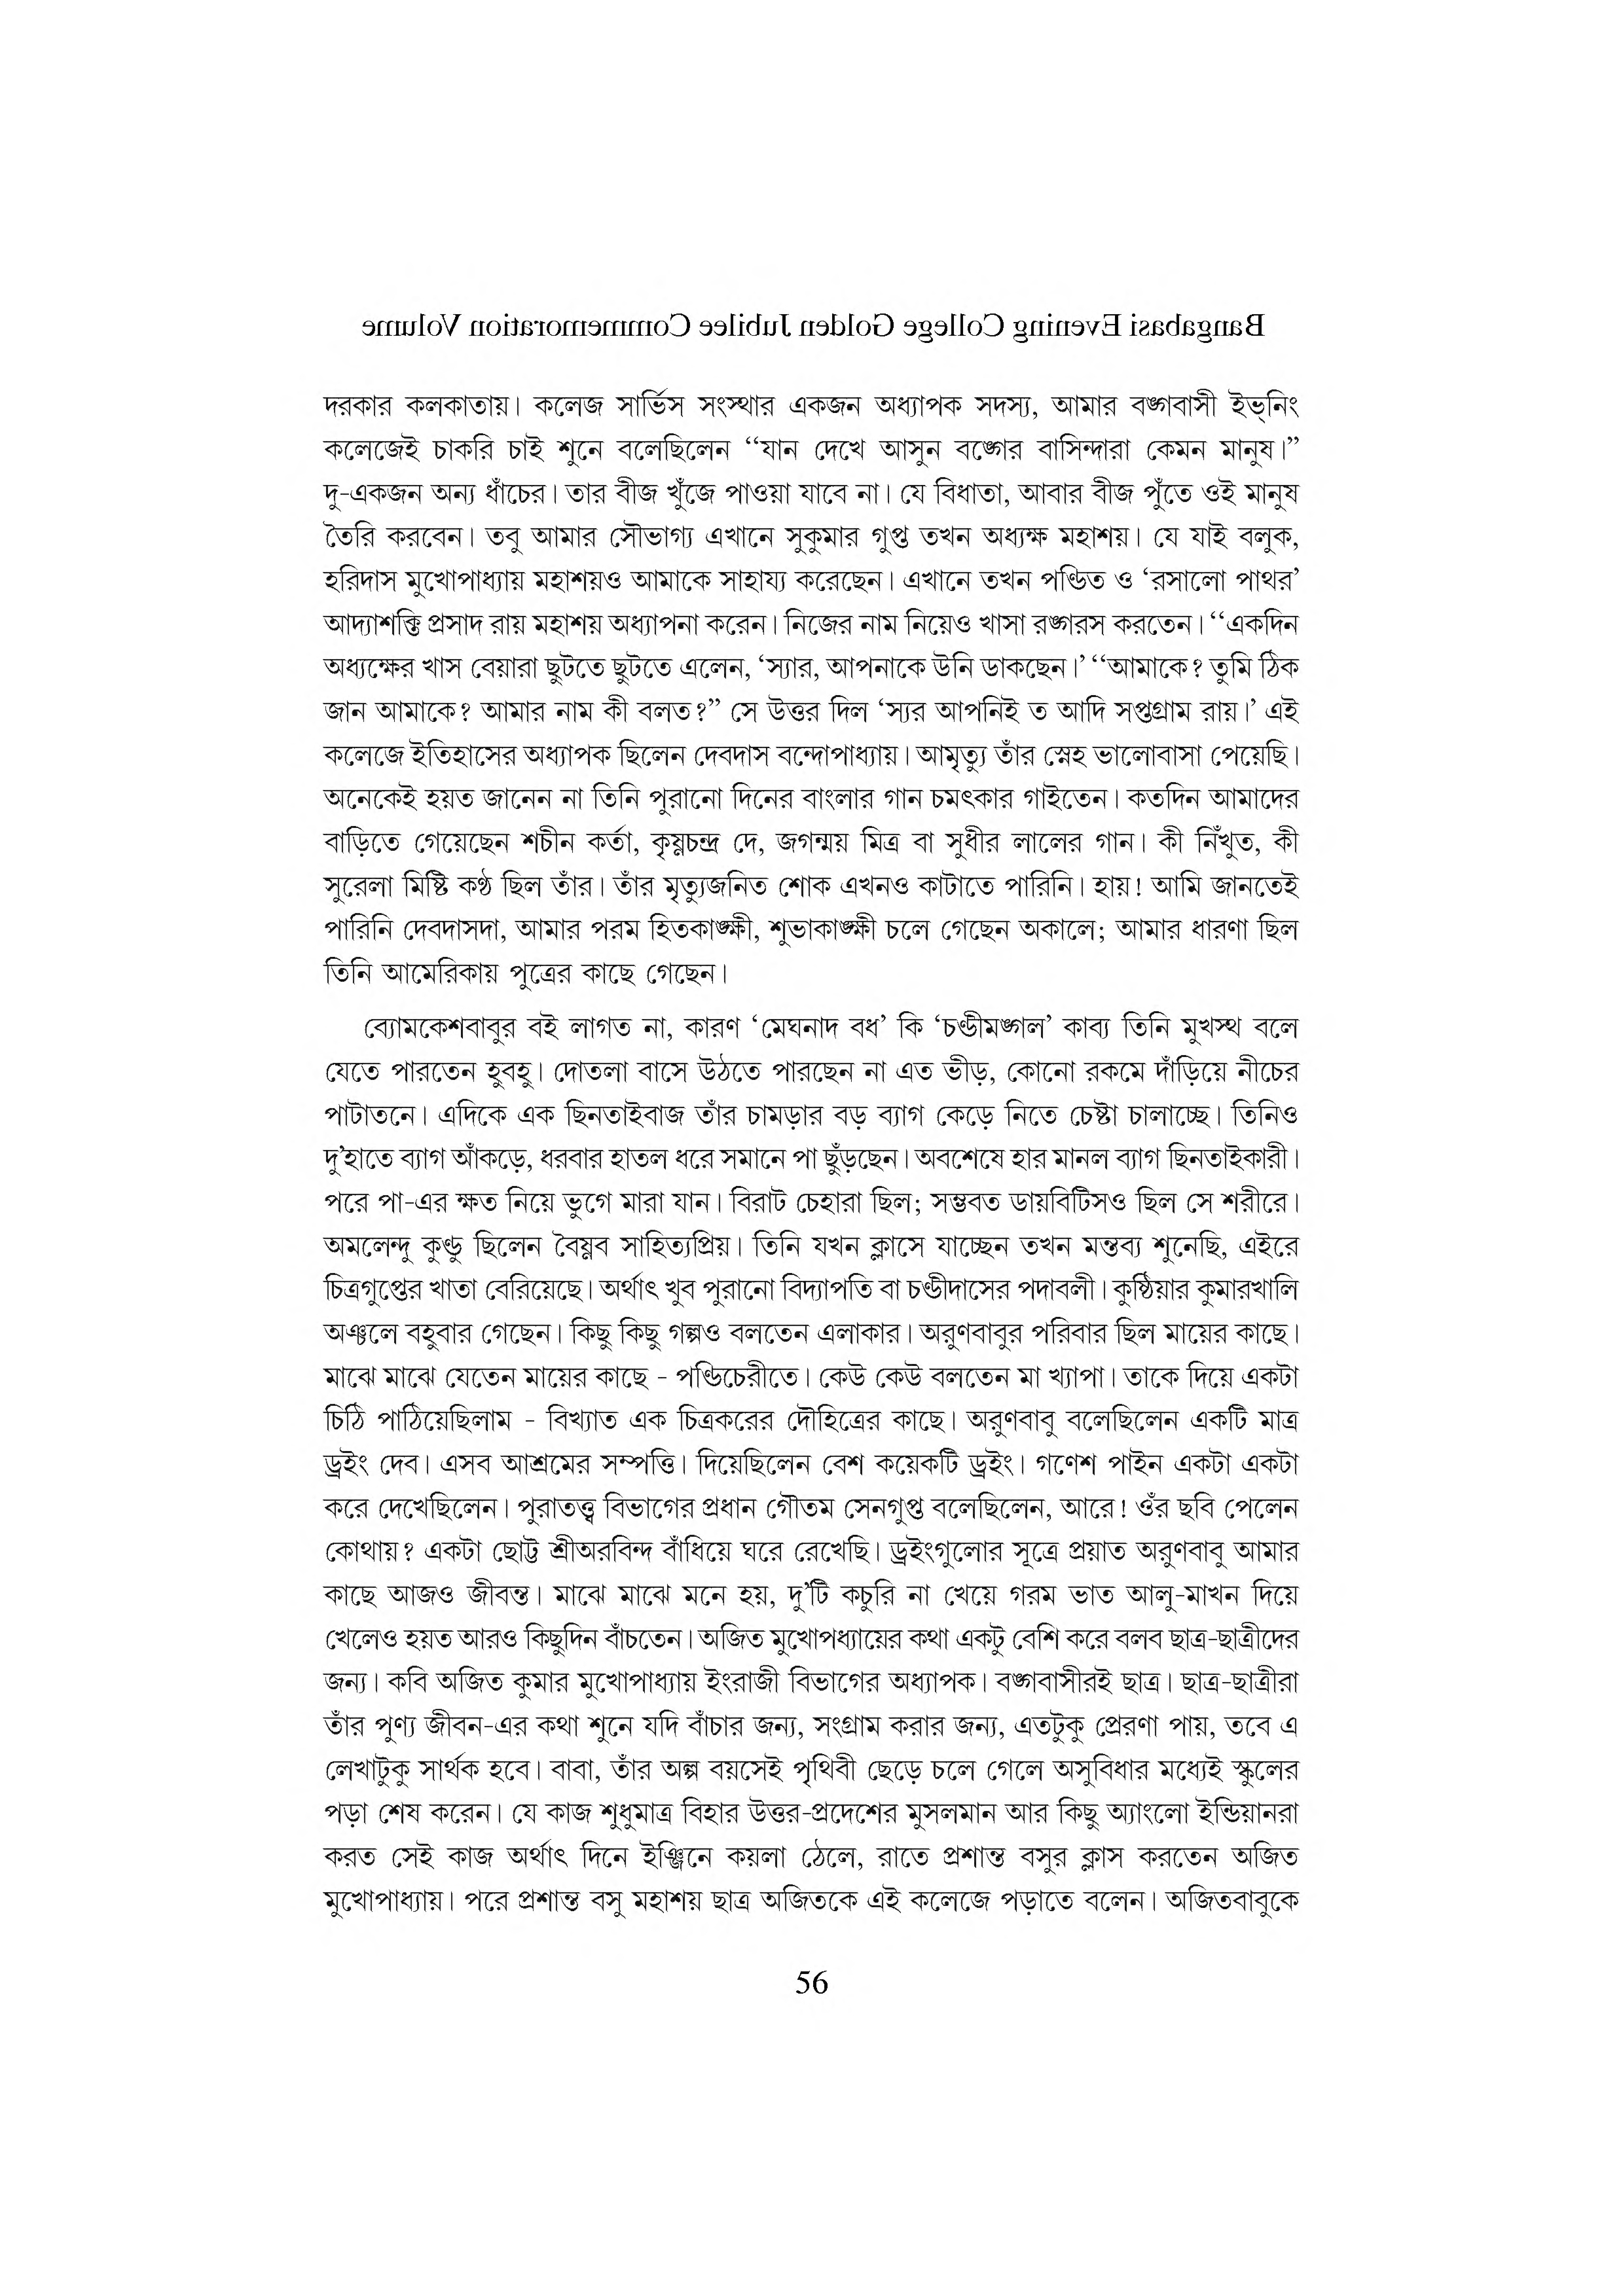 Bangabasi Evening College Golden Jubilee Commemoration Volume
দরকার কলকাতায়। কলেজ সার্ভিস সংস্থার একজন অধ্যাপক সদস্য, আমার বঙ্গবাসী ইভ্‌নিং
কলেজেই চাকরি চাই শুনে বলেছিলেন “যান দেখে আসুন বঙ্গের বাসিন্দারা কেমন মানুষ।”
দু-একজন অন্য ধাঁচের। তার বীজ খুঁজে পাওয়া যাবে না। যে বিধাতা, আবার বীজ পুঁতে ওই মানুষ
তৈরি করবেন। তবু আমার সৌভাগ্য এখানে সুকুমার গুপ্ত তখন অধ্যক্ষ মহাশয়। যে যাই বলুক,
হরিদাস মুখোপাধ্যায় মহাশয়ও আমাকে সাহায্য করেছেন। এখানে তখন পণ্ডিত ও ‘রসালো পাথর’
আদ্যাশক্তি প্রসাদ রায় মহাশয় অধ্যাপনা করেন। নিজের নাম নিয়েও খাসা রঙ্গরস করতেন। “একদিন
অধ্যক্ষের খাস বেয়ারা ছুটতে ছুটতে এলেন, ‘স্যার, আপনাকে উনি ডাকছেন।’ “আমাকে? তুমি ঠিক
জান আমাকে? আমার নাম কী বলত?” সে উত্তর দিল ‘স্যর আপনিই ত আদি সপ্তগ্রাম রায়।’ এই
কলেজে ইতিহাসের অধ্যাপক ছিলেন দেবদাস বন্দোপাধ্যায়। আমৃত্যু তাঁর স্নেহ ভালোবাসা পেয়েছি।
অনেকেই হয়ত জানেন না তিনি পুরানো দিনের বাংলার গান চমৎকার গাইতেন। কতদিন আমাদের
বাড়িতে গেয়েছেন শচীন কর্তা, কৃষ্ণচন্দ্র দে, জগন্ময় মিত্র বা সুধীর লালের গান। কী নিঁখুত, কী
সুরেলা মিষ্টি কণ্ঠ ছিল তাঁর। তাঁর মৃত্যুজনিত শোক এখনও কাটাতে পারিনি। হায়! আমি জানতেই
পারিনি দেবদাসদা, আমার পরম হিতকাঙ্ক্ষী, শুভাকাঙ্ক্ষী চলে গেছেন অকালে; আমার ধারণা ছিল
তিনি আমেরিকায় পুত্রের কাছে গেছেন।
ব্যোমকেশবাবুর বই লাগত না, কারণ ‘মেঘনাদ বধ’ কি ‘চণ্ডীমঙ্গল’ কাব্য তিনি মুখস্থ বলে
যেতে পারতেন হুবহু। দোতলা বাসে উঠতে পারছেন না এত ভীড়, কোনো রকমে দাঁড়িয়ে নীচের
পাটাতনে। এদিকে এক ছিনতাইবাজ তাঁর চামড়ার বড় ব্যাগ কেড়ে নিতে চেষ্টা চালাচ্ছে। তিনিও
দু’হাতে ব্যাগ আঁকড়ে, ধরবার হাতল ধরে সমানে পা ছুঁড়ছেন। অবশেষে হার মানল ব্যাগ ছিনতাইকারী।
পরে পা-এর ক্ষত নিয়ে ভুগে মারা যান। বিরাট চেহারা ছিল; সম্ভবত ডায়বিটিসও ছিল সে শরীরে।
অমলেন্দু কুণ্ডু ছিলেন বৈষ্ণব সাহিত্যপ্রিয়। তিনি যখন ক্লাসে যাচ্ছেন তখন মন্তব্য শুনেছি, এইরে
চিত্রগুপ্তের খাতা বেরিয়েছে। অর্থাৎ খুব পুরানো বিদ্যাপতি বা চণ্ডীদাসের পদাবলী। কুষ্ঠিয়ার কুমারখালি
অঞ্চলে বহুবার গেছেন। কিছু কিছু গল্পও বলতেন এলাকার। অরুণবাবুর পরিবার ছিল মায়ের কাছে।
মাঝে মাঝে যেতেন মায়ের কাছে - পণ্ডিচেরীতে। কেউ কেউ বলতেন মা খ্যাপা। তাকে দিয়ে একটা
চিঠি পাঠিয়েছিলাম - বিখ্যাত এক চিত্রকরের দৌহিত্রের কাছে। অরুণবাবু বলেছিলেন একটি মাত্র
ড্রইং দেব। এসব আশ্রমের সম্পত্তি। দিয়েছিলেন বেশ কয়েকটি ড্রইং। গণেশ পাইন একটা একটা
করে দেখেছিলেন। পুরাতত্ত্ব বিভাগের প্রধান গৌতম সেনগুপ্ত বলেছিলেন, আরে! ওঁর ছবি পেলেন
কোথায়? একটা ছোট্ট শ্রীঅরবিন্দ বাঁধিয়ে ঘরে রেখেছি। ড্রইংগুলোর সূত্রে প্রয়াত অরুণবাবু আমার
কাছে আজও জীবন্ত। মাঝে মাঝে মনে হয়, দু’টি কচুরি না খেয়ে গরম ভাত আলু-মাখন দিয়ে
খেলেও হয়ত আরও কিছুদিন বাঁচতেন। অজিত মুখোপধ্যায়ের কথা একটু বেশি করে বলব ছাত্র-ছাত্রীদের
জন্য। কবি অজিত কুমার মুখোপাধ্যায় ইংরাজী বিভাগের অধ্যাপক। বঙ্গবাসীরই ছাত্র। ছাত্র-ছাত্রীরা
তাঁর পুণ্য জীবন-এর কথা শুনে যদি বাঁচার জন্য, সংগ্রাম করার জন্য, এতটুকু প্রেরণা পায়, তবে এ
লেখাটুকু সার্থক হবে। বাবা, তাঁর অল্প বয়সেই পৃথিবী ছেড়ে চলে গেলে অসুবিধার মধ্যেই স্কুলের
পড়া শেষ করেন। যে কাজ শুধুমাত্র বিহার উত্তর-প্রদেশের মুসলমান আর কিছু অ্যাংলো ইন্ডিয়ানরা
করত সেই কাজ অর্থাৎ দিনে ইঞ্জিনে কয়লা ঠেলে, রাতে প্রশান্ত বসুর ক্লাস করতেন অজিত
মুখোপাধ্যায়। পরে প্রশান্ত বসু মহাশয় ছাত্র অজিতকে এই কলেজে পড়াতে বলেন। অজিতবাবুকে
56